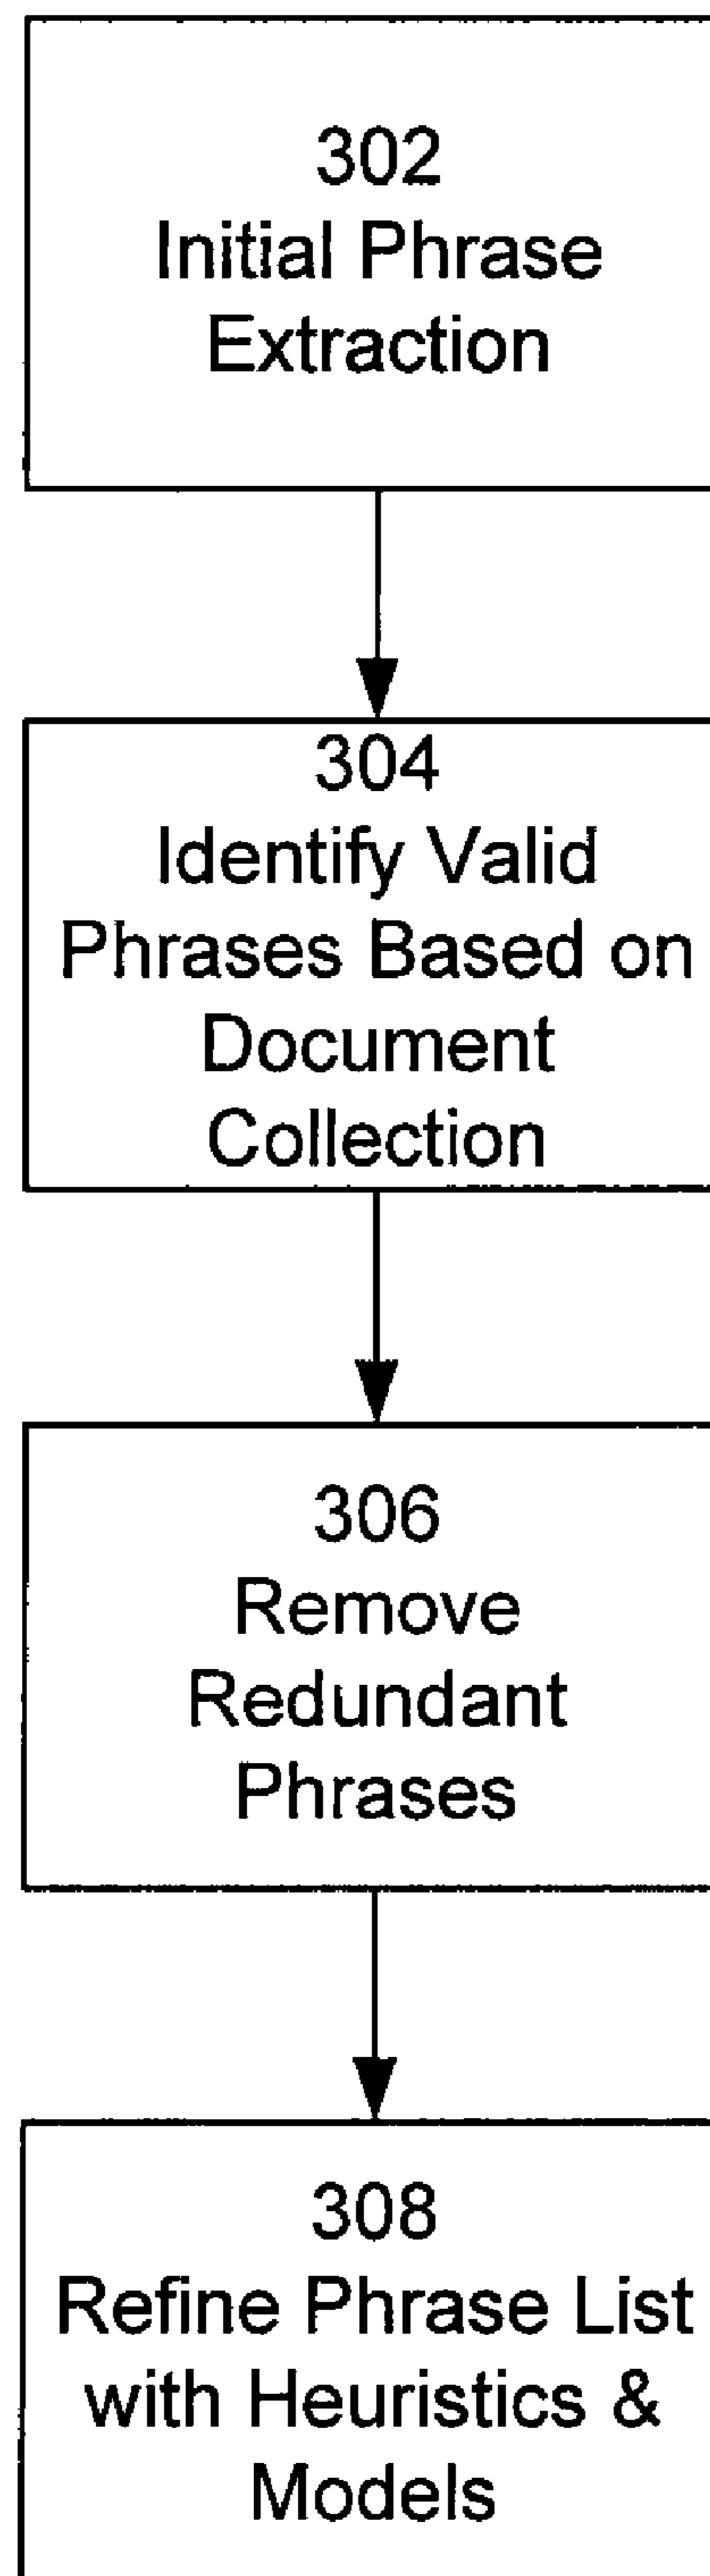 302
Initial Phrase
Extraction
304
Identify Valid
Phrases Based on
Document
Collection
306
Remove
Redundant
Phrases
308
Refine Phrase List
with Heuristics &
Models